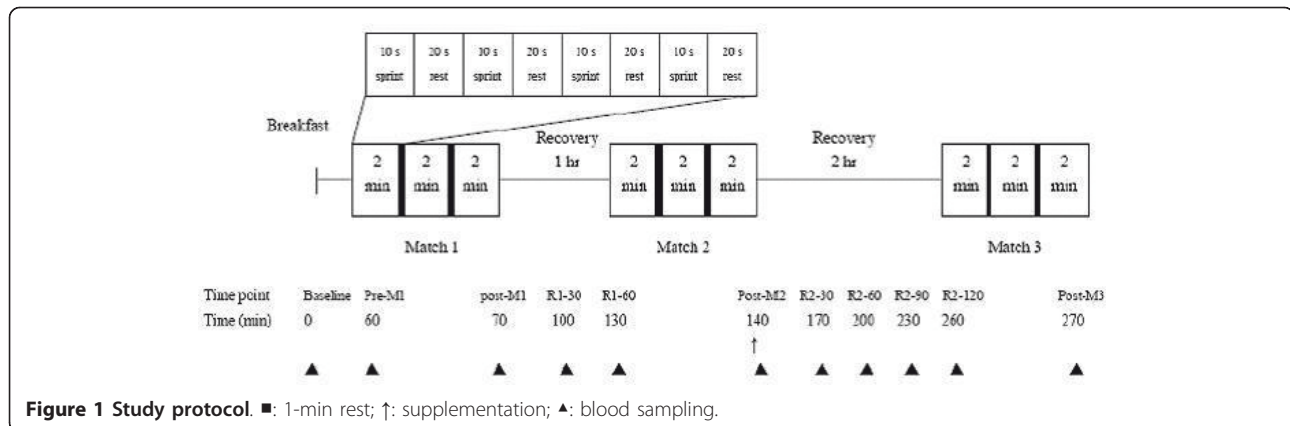 10 s 20 s 10 s 20 s 10 s 20 s 10 s 20 s
sprint rest sprint rest sprint rest sprint rest
Breakfast
Recovery
1 hr
Recovery
2 hr
2 2 2 2 2 2 2 2 2
min min min min min min min min min
Match 1 Match 2 Match 3
Time point Baseline Pre-M1 post-M1 R1-30 R1-60 Post-M2 R2-30 R2-60 R2-90 R2-120 Post-M3
Time (min) 0 60 70 100 130 140 170 200 230 260 270
↑
▲ ▲ ▲ ▲ ▲ ▲ ▲ ▲ ▲ ▲ ▲
Figure 1 Study protocol. ■: 1-min rest; ↑: supplementation; ▲: blood sampling.